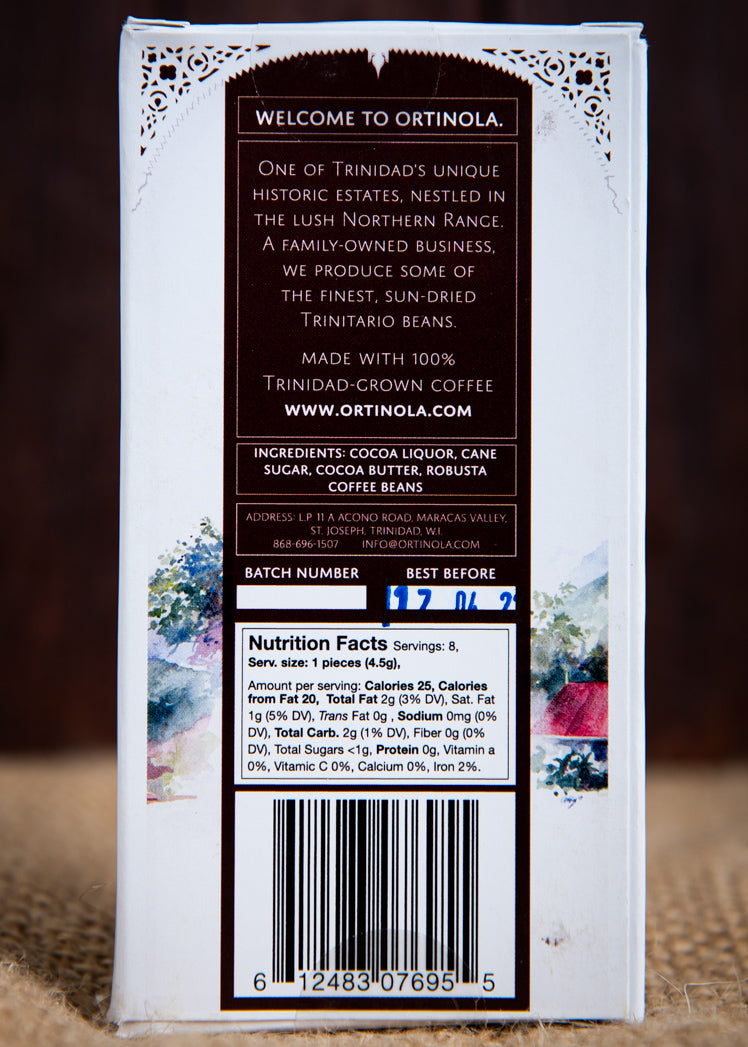 WELCOME TO ORTINOLA.
ONE OF TRINIDAD'S UNIQUE
HISTORIC ESTATES, NESTLED IN
THE LUSH NORTHERN RANGE.
A FAMILY-OWNED BUSINESS,
WE PRODUCE SOME OF
THE FINEST, SUN-DRIED
TRINITARIO BEANS.
MADE WITH 100%
TRINIDAD-GROWN COFFEE
WWW.ORTINOLA.COM
INGREDIENTS: COCOA LIQUOR, CANE
SUGAR, COCOA BUTTER, ROBUSTA
COFFEE BEANS
ADDRESS: L.P 11 A ACONO ROAD, MARACAS VALLEY,
ST. JOSEPH, TRINIDAD, W.I.
868-696-1507 INFO@ORTINOLA.COM
BATCH NUMBER BEST BEFORE
17 04
Nutrition Facts Servings: 8,
Serv. size: 1 pieces (4.5g),
Amount per serving: Calories 25, Calories
from Fat 20, Total Fat 2g (3% DV), Sat. Fat
1g (5% DV), Trans Fat 0g , Sodium 0mg (0%
DV), Total Carb. 2g (1% DV), Fiber 0g (0%
DV), Total Sugars <1g, Protein 0g, Vitamin a
0%, Vitamin C 0%, Calcium 0%, Iron 2%.
6 12483 07695 5